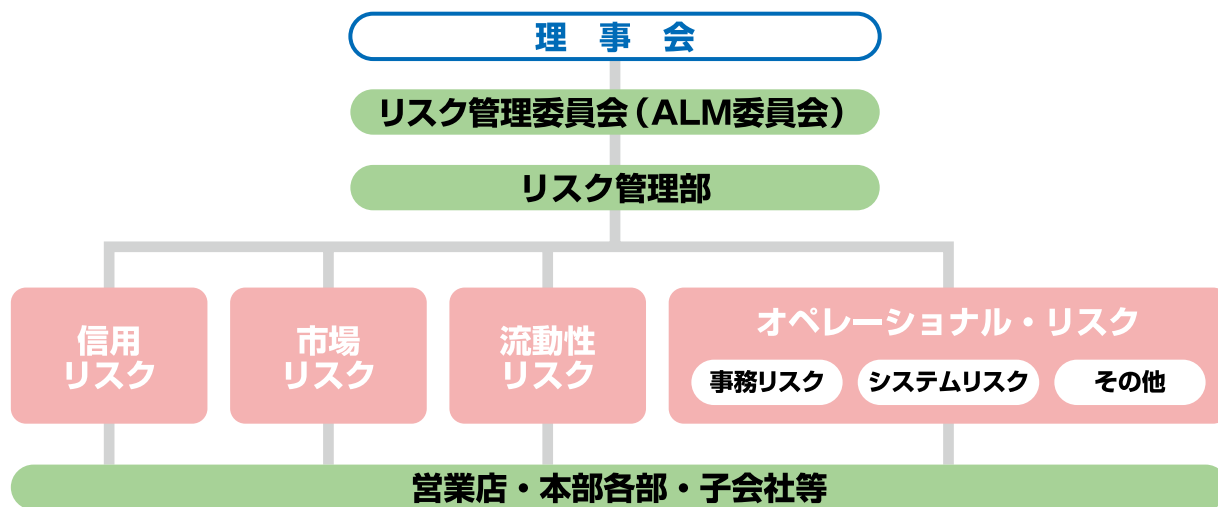 理事会
リスク管理委員会（ALM委員会）
リスク管理部
信用
リスク
市場
リスク
流動性
リスク
オペレーショナル・リスク
事務リスク
システムリスク
その他
営業店・本部各部・子会社等